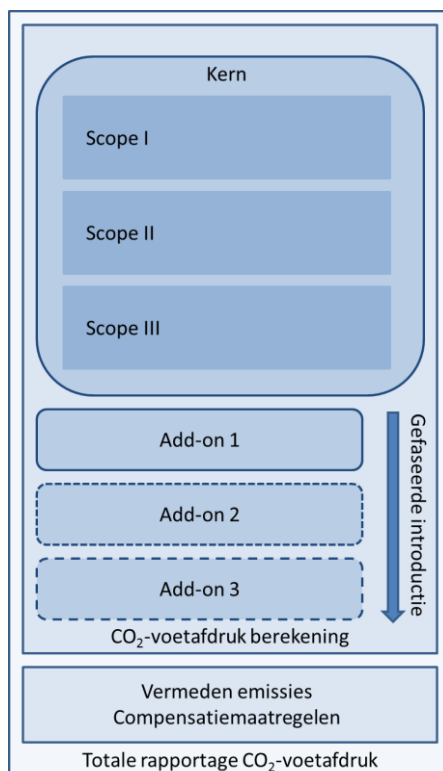 Kern
Scope I
Scope II
Scope III
Add-on 1
Add-on 2
Add-on 3
Gefaseerde introductie
CO₂-voetafdruk berekening
Vermeden emissies
Compensatiemaatregelen
Totale rapportage CO₂-voetafdruk